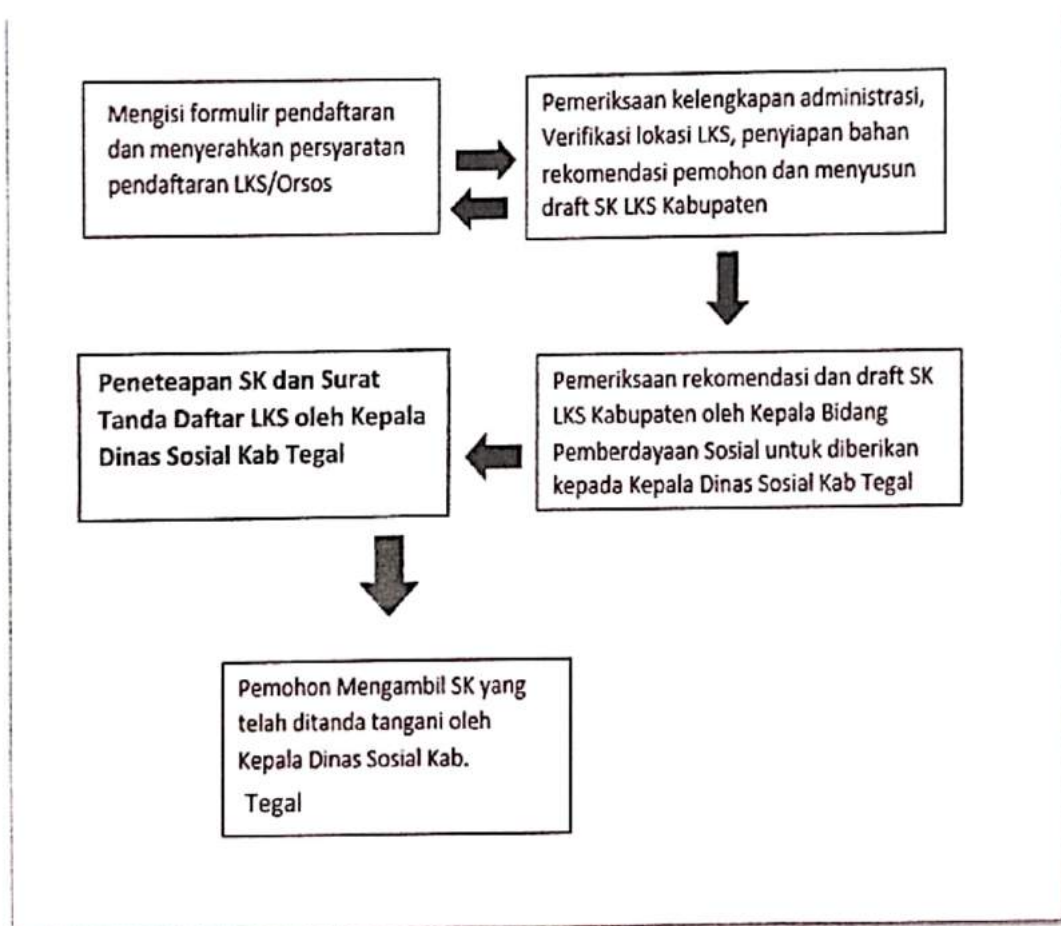 Mengisi formulir pendaftaran
dan menyerahkan persyaratan
pendaftaran LKS/Orsos
Pemeriksaan kelengkapan administrasi,
Verifikasi lokasi LKS, penyiapan bahan
rekomendasi pemohon dan menyusun
draft SK LKS Kabupaten
Pemeriksaan rekomendasi dan draft SK
LKS Kabupaten oleh Kepala Bidang
Pemberdayaan Sosial untuk diberikan
kepada Kepala Dinas Sosial Kab Tegal
Peneteapan SK dan Surat
Tanda Daftar LKS oleh Kepala
Dinas Sosial Kab Tegal
Pemohon Mengambil SK yang
telah ditanda tangani oleh
Kepala Dinas Sosial Kab.
Tegal